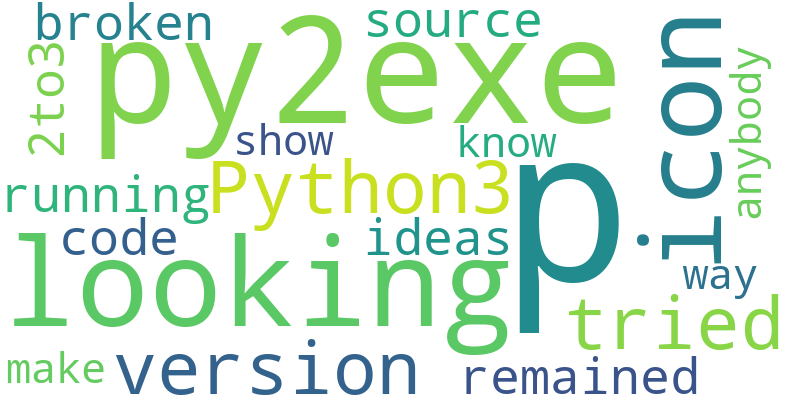 broken
source
py2exe
icon
2to3
anybody
show
know
p
Python3
running
code
ideas
looking
way
tried
make
version
remained